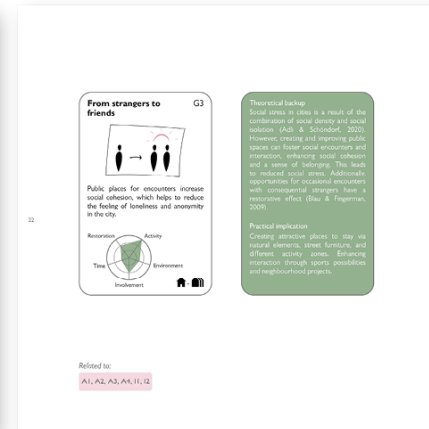 From strangers to
friends
G3
Public places for encounters increase
social cohesion, which helps to reduce
the feeling of loneliness and anonymity
in the city.
Restoration
Activity
Time
Environment
Involvement
22
Theoretical backup
Social stress in cities is a result of the
combination of social density and social
isolation (Adli & Schöndorf, 2020).
However, creating and improving public
spaces can foster social encounters and
interaction, enhancing social cohesion
and a sense of belonging. This leads
to reduced social stress. Additionally,
opportunities for occasional encounters
with consequential strangers have a
restorative effect (Blau & Fingerman,
2009).
Practical implication
Creating attractive places to stay via
natural elements, street furniture, and
different activity zones. Enhancing
interaction through sports possibilities
and neighbourhood projects.
Related to:
A1, A2, A3, A4, I1, I2